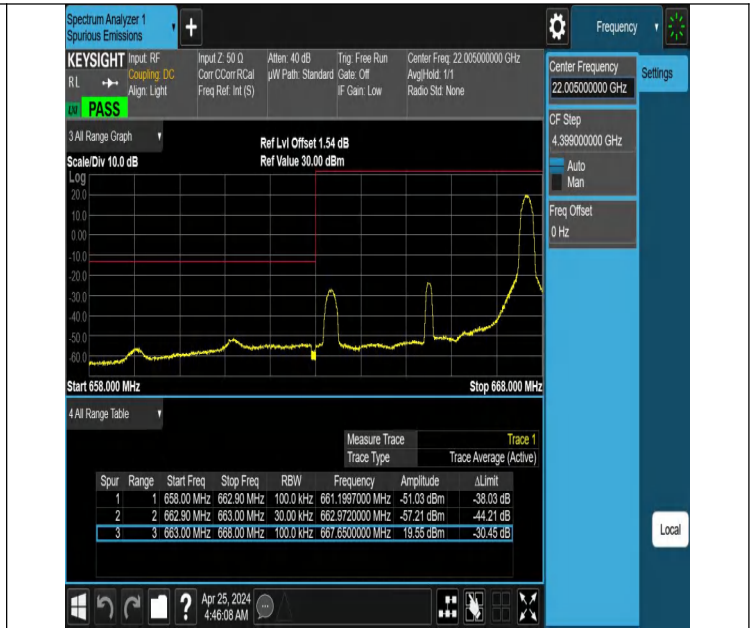 Spectrum Analyzer 1
Spurious Emissions
Frequency
KEYSIGHT
RL
LXI
PASS
Input: RF
Coupling: DC
Align: Light
Input Z: 50 Ω
Corr CCorr RCal
Freq Ref: Int (S)
Atten: 40 dB
µW Path: Standard
Trig: Free Run
Gate: Off
IF Gain: Low
Center Freq: 22.005000000 GHz
Avg|Hold: 1/1
Radio Std: None
Center Frequency
22.005000000 GHz
Settings
CF Step
4.399000000 GHz
Auto
Man
Freq Offset
0 Hz
3 All Range Graph
Scale/Div 10.0 dB
Ref Lvl Offset 1.54 dB
Ref Value 30.00 dBm
Log
20.0
10.0
0.00
-10.0
-20.0
-30.0
-40.0
-50.0
-60.0
Start 658.000 MHz
Stop 668.000 MHz
4 All Range Table
Measure Trace Trace 1
Trace Type Trace Average (Active)
Spur Range Start Freq Stop Freq RBW Frequency Amplitude ΔLimit
1 1 658.00 MHz 662.90 MHz 100.0 kHz 661.1997000 MHz -51.03 dBm -38.03 dB
2 2 662.90 MHz 663.00 MHz 30.00 kHz 662.9720000 MHz -57.21 dBm -44.21 dB
3 3 663.00 MHz 668.00 MHz 100.0 kHz 667.6500000 MHz 19.55 dBm -30.45 dB
Local
Apr 25, 2024
4:46:08 AM